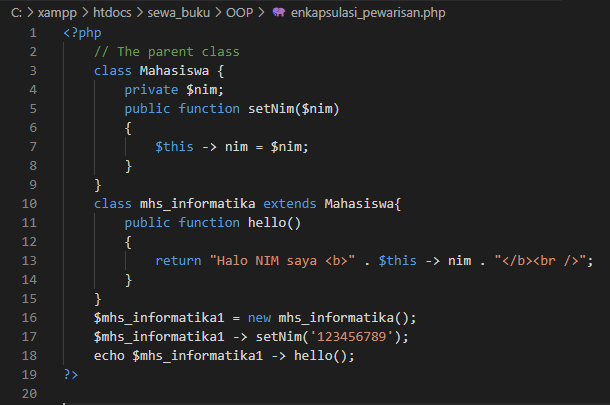 C: > xampp > htdocs > sewa_buku > OOP > enkapsulasi_pewarisan.php
1 <?php
2     // The parent class
3     class Mahasiswa {
4         private $nim;
5         public function setNim($nim)
6         {
7             $this -> nim = $nim;
8         }
9     }
10     class mhs_informatika extends Mahasiswa{
11         public function hello()
12         {
13             return "Halo NIM saya <b>" . $this -> nim . "</b><br />";
14         }
15     }
16     $mhs_informatika1 = new mhs_informatika();
17     $mhs_informatika1 -> setNim('123456789');
18     echo $mhs_informatika1 -> hello();
19 ?>
20